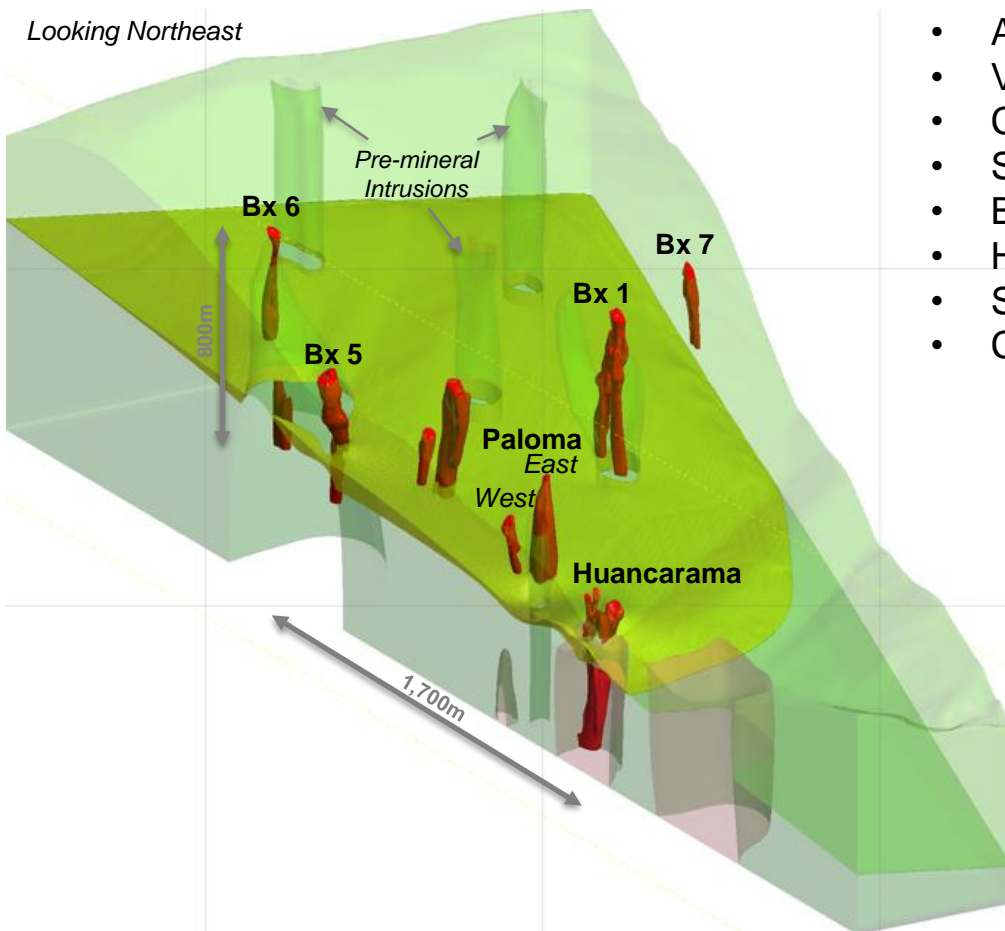 Looking Northeast
Pre-mineral
Intrusions
Bx 6
Bx 7
Bx 1
800m
Bx 5
Paloma
East
West
Huancarama
1,700m